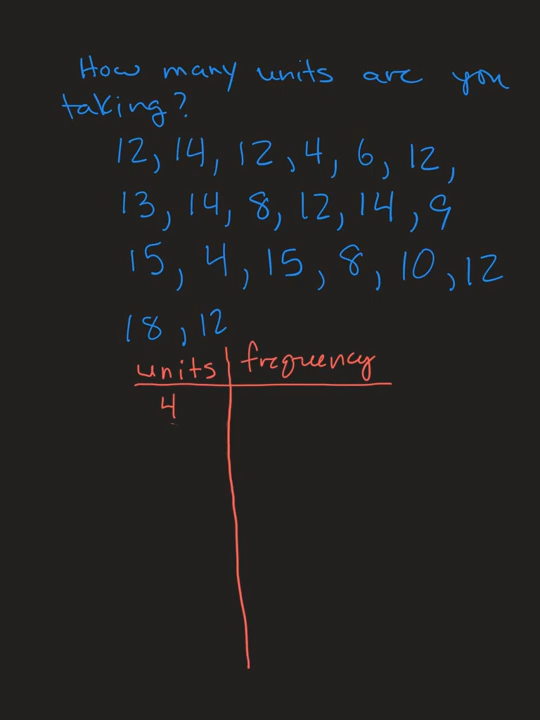 How many units are you
taking?
12, 14, 12, 4, 6, 12,
13, 14, 8, 12, 14, 9
15, 4, 15, 8, 10, 12
18, 12
units frequency
4